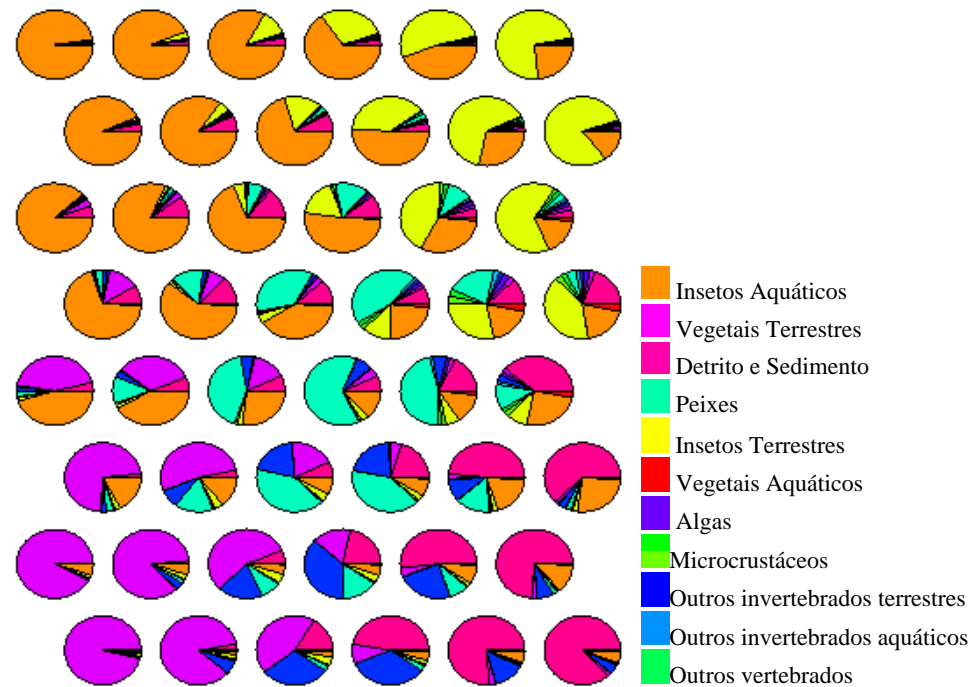 Insetos Aquáticos
Vegetais Terrestres
Detrito e Sedimento
Peixes
Insetos Terrestres
Vegetais Aquáticos
Algas
Microcrustáceos
Outros invertebrados terrestres
Outros invertebrados aquáticos
Outros vertebrados